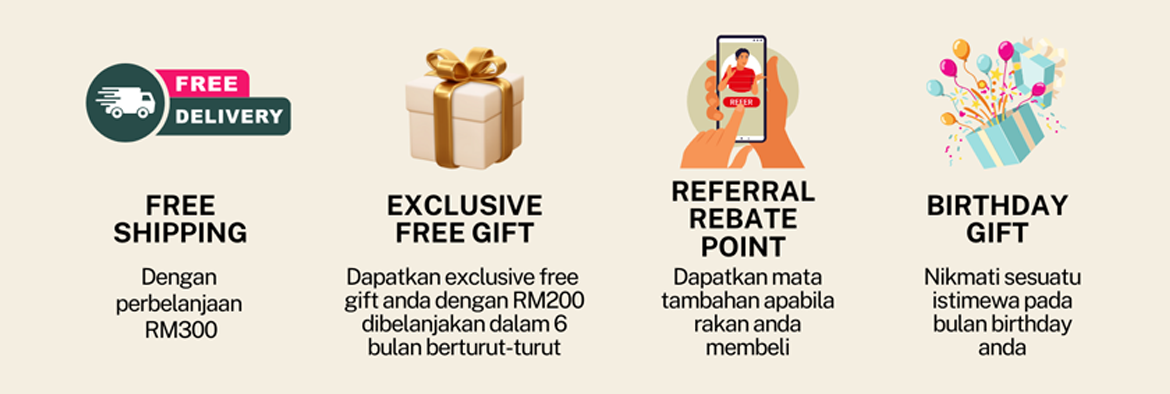 FREE
DELIVERY
FREE
SHIPPING
Dengan
perbelanjaan
RM300
EXCLUSIVE
FREE GIFT
Dapatkan exclusive free
gift anda dengan RM200
dibelanjakan dalam 6
bulan berturut-turut
REFER
REFERRAL
REBATE
POINT
Dapatkan mata
tambahan apabila
rakan anda
membeli
BIRTHDAY
GIFT
Nikmati sesuatu
istimewa pada
bulan birthday
anda